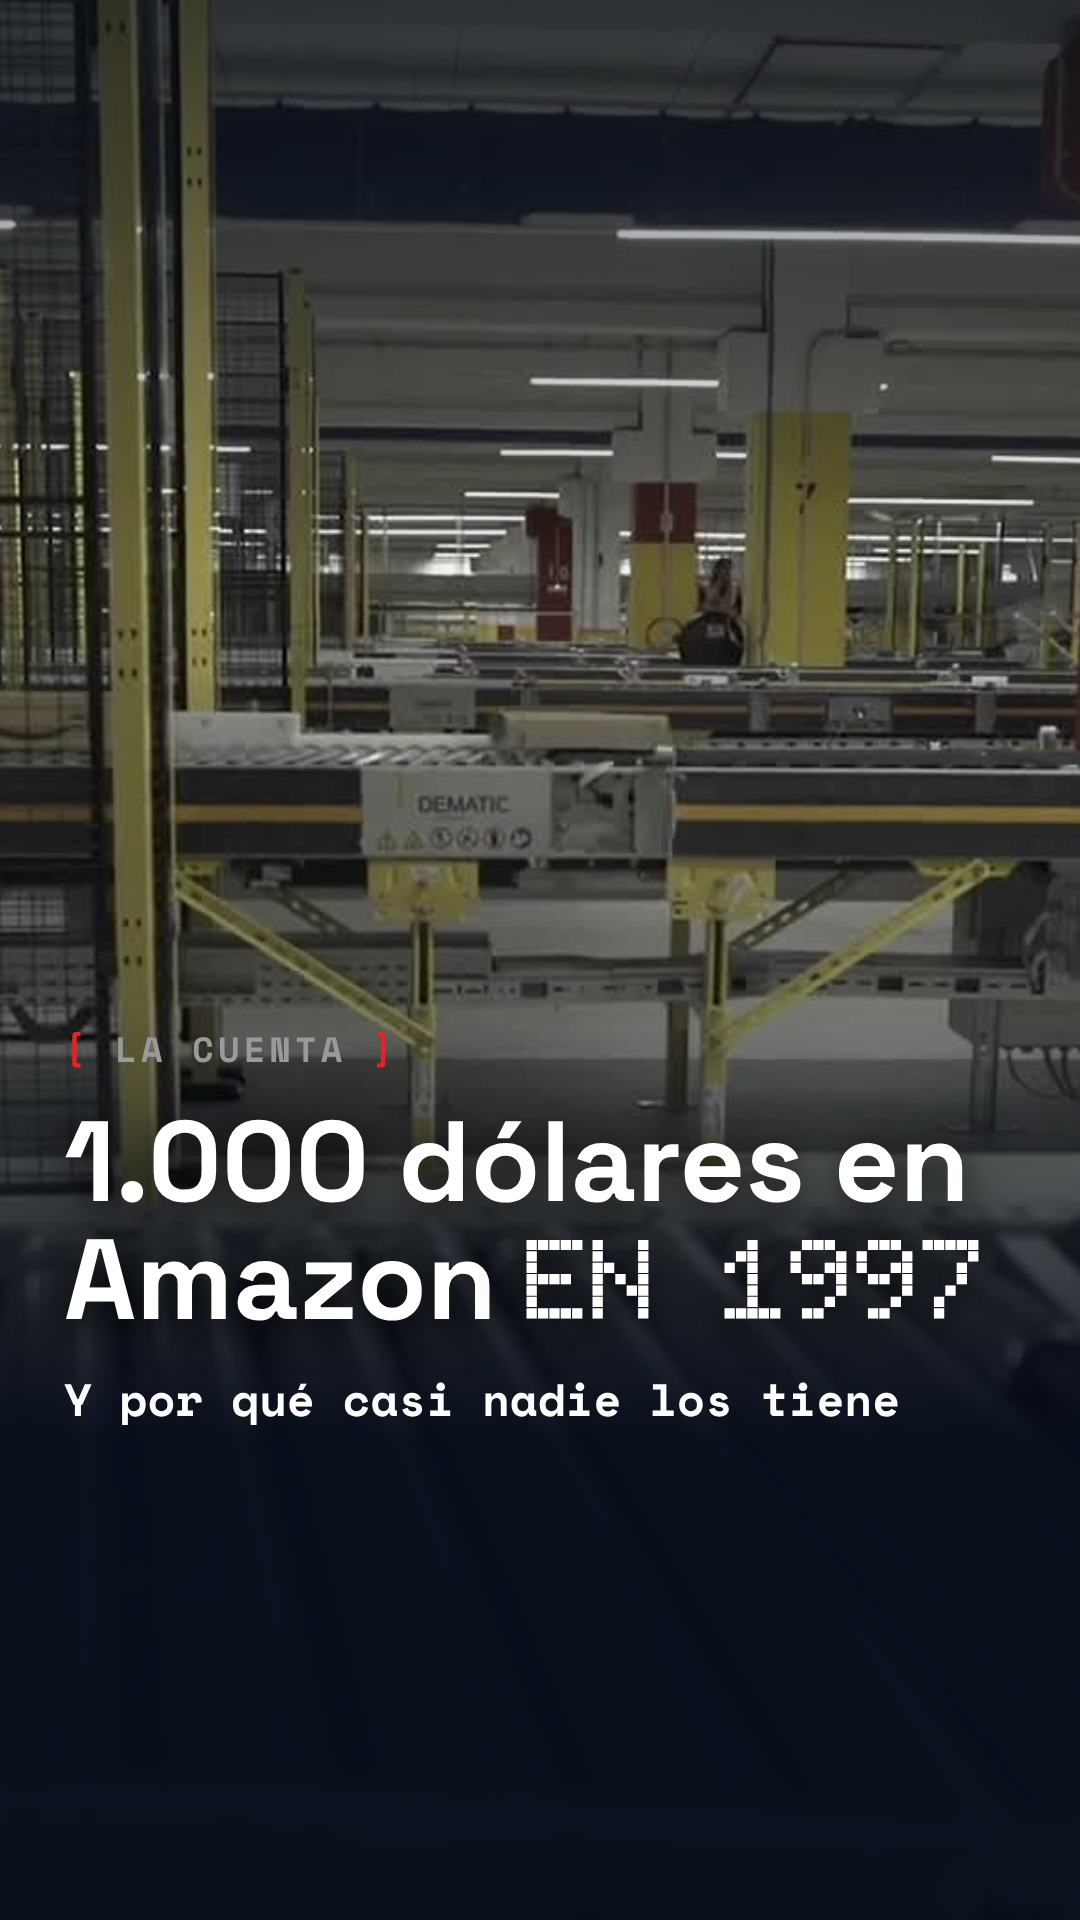 DEMATIC
[ LA CUENTA ]
1.000 dólares en
Amazon EN 1997
Y por qué casi nadie los tiene